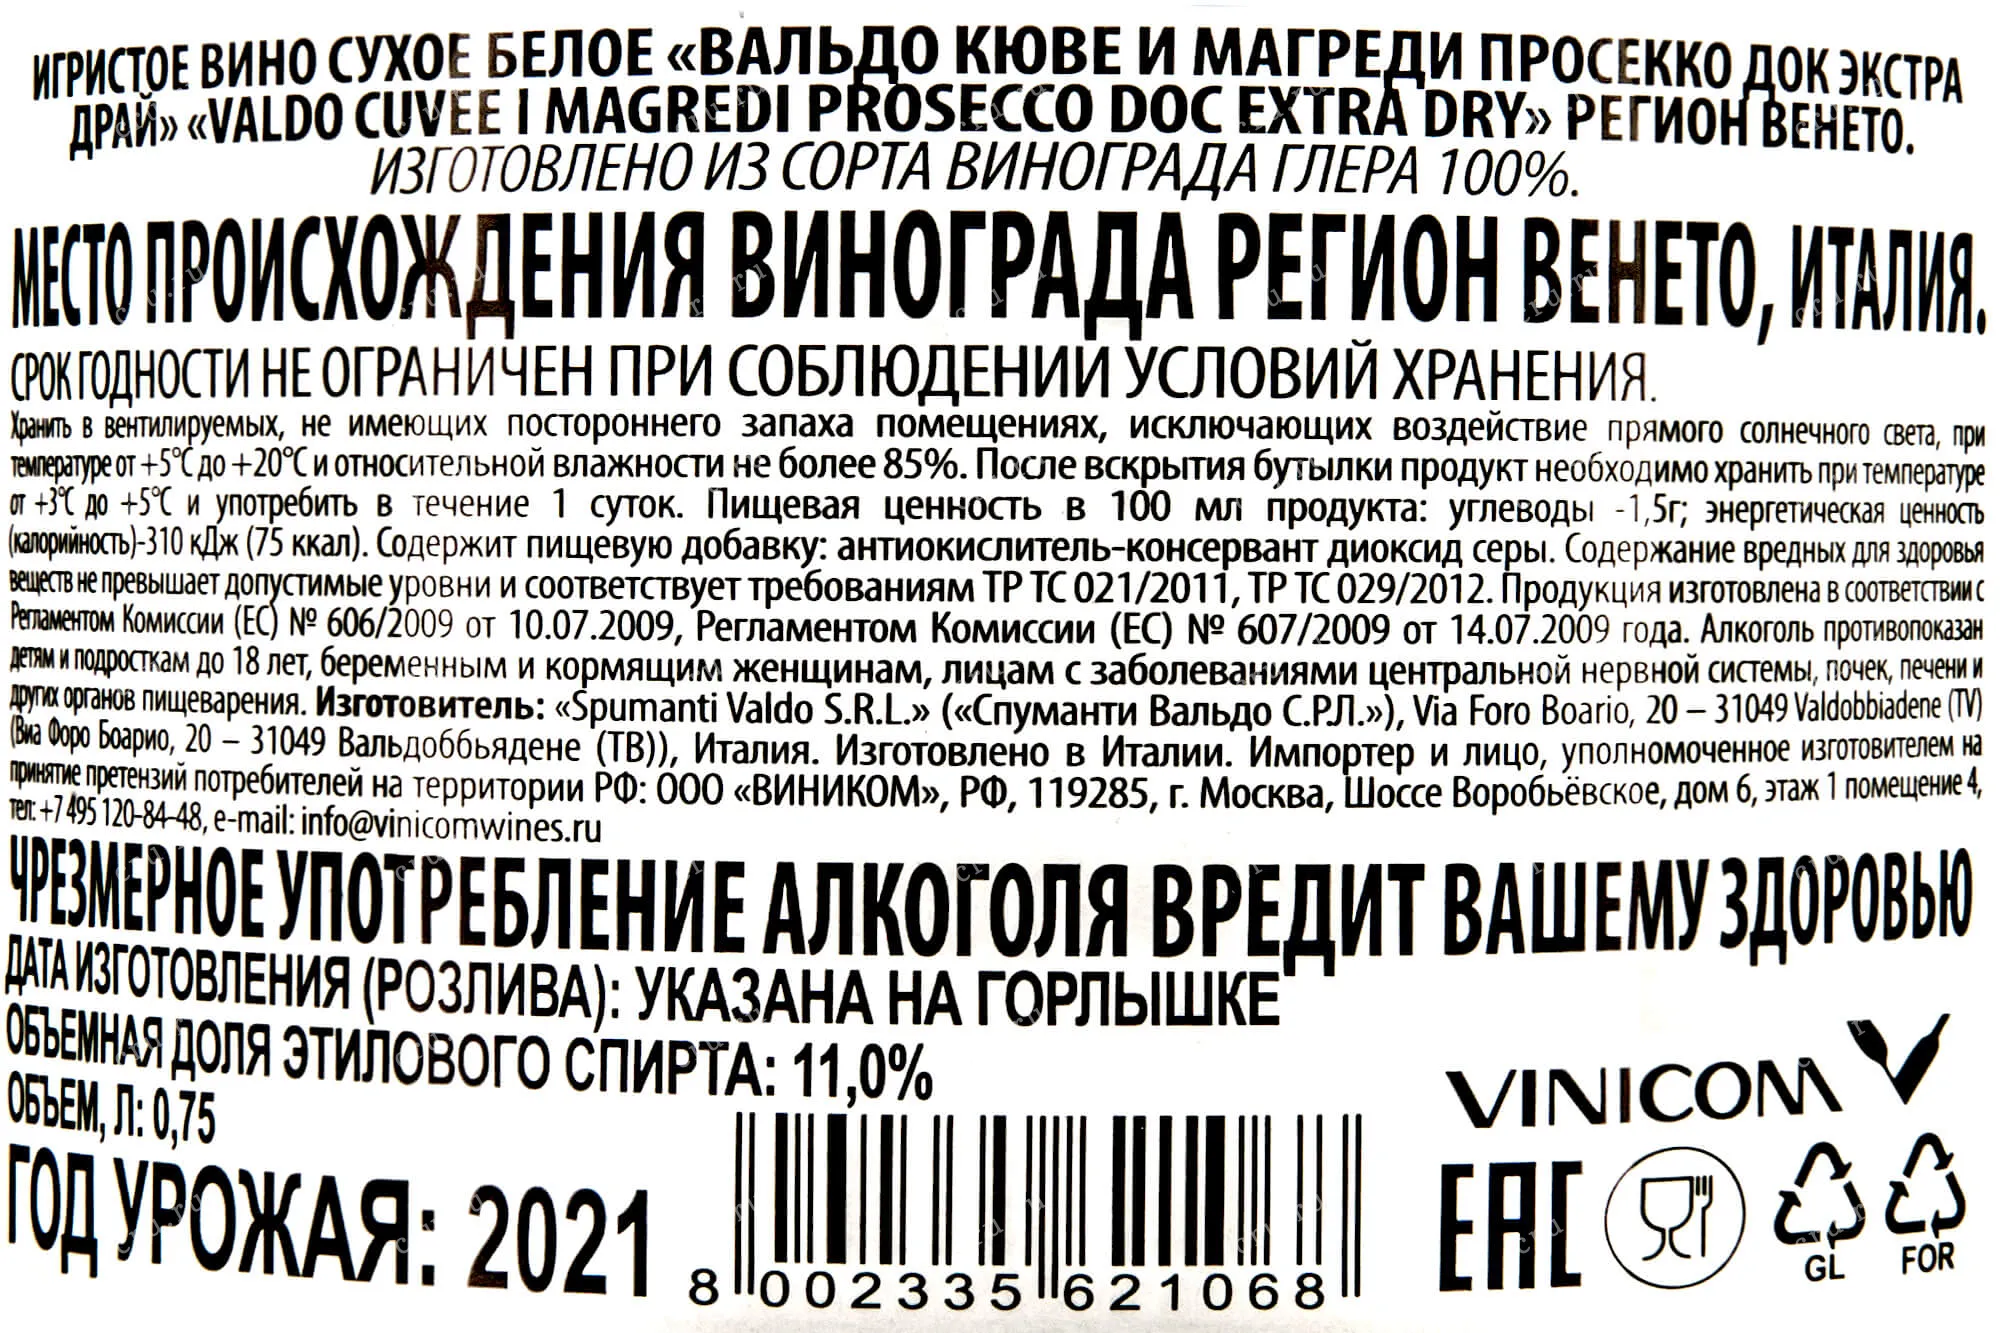 ИГРИСТОЕ ВИНО СУХОЕ БЕЛОЕ «ВАЛЬДО КЮВЕ И МАГРЕДИ ПРОСЕККО ДОК ЭКСТРА
ДРАЙ» «VALDO CUVEE I MAGREDI PROSECCO DOC EXTRA DRY» РЕГИОН ВЕНЕТО.
ИЗГОТОВЛЕНО ИЗ СОРТА ВИНОГРАДА ГЛЕРА 100%.
МЕСТО ПРОИСХОЖДЕНИЯ ВИНОГРАДА РЕГИОН ВЕНЕТО, ИТАЛИЯ.
СРОК ГОДНОСТИ НЕ ОГРАНИЧЕН ПРИ СОБЛЮДЕНИИ УСЛОВИЙ ХРАНЕНИЯ.
Хранить в вентилируемых, не имеющих постороннего запаха помещениях, исключающих воздействие прямого солнечного света, при
температуре от +5°С до +20°С и относительной влажности не более 85%. После вскрытия бутылки продукт необходимо хранить при температуре
от +3°С до +5°С и употребить в течение 1 суток. Пищевая ценность в 100 мл продукта: углеводы -1,5г; энергетическая ценность
(калорийность)-310 кДж (75 ккал). Содержит пищевую добавку: антиокислитель-консервант диоксид серы. Содержание вредных для здоровья
веществ не превышает допустимые уровни и соответствует требованиям ТР ТС 021/2011, ТР ТС 029/2012. Продукция изготовлена в соответствии с
Регламентом Комиссии (ЕС) № 606/2009 от 10.07.2009, Регламентом Комиссии (ЕС) № 607/2009 от 14.07.2009 года. Алкоголь противопоказан
детям и подросткам до 18 лет, беременным и кормящим женщинам, лицам с заболеваниями центральной нервной системы, почек, печени и
других органов пищеварения. Изготовитель: «Spumanti Valdo S.R.L.» («Спуманти Вальдо С.Р.Л.»), Via Foro Boario, 20 – 31049 Valdobbiadene (TV)
(Виа Форо Боарио, 20 – 31049 Вальдоббьядене (ТВ)), Италия. Изготовлено в Италии. Импортер и лицо, уполномоченное изготовителем на
принятие претензий потребителей на территории РФ: ООО «ВИНИКОМ», РФ, 119285, г. Москва, Шоссе Воробьёвское, дом 6, этаж 1 помещение 4,
тел: +7 495 120-84-48, e-mail: info@vinicomwines.ru
ЧРЕЗМЕРНОЕ УПОТРЕБЛЕНИЕ АЛКОГОЛЯ ВРЕДИТ ВАШЕМУ ЗДОРОВЬЮ
ДАТА ИЗГОТОВЛЕНИЯ (РОЗЛИВА): УКАЗАНА НА ГОРЛЫШКЕ
ОБЪЕМНАЯ ДОЛЯ ЭТИЛОВОГО СПИРТА: 11,0%
ОБЪЕМ, Л: 0,75
ГОД УРОЖАЯ: 2021
8 002335 621068
VINICOM
EAC
GL
FOR